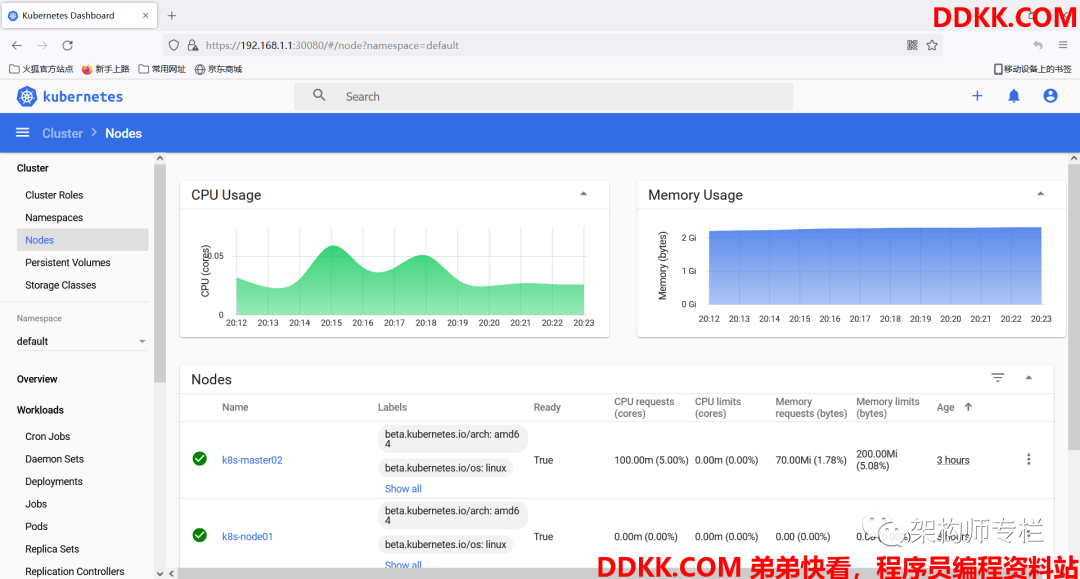 Kubernetes Dashboard
DDKK.COM
https://192.168.1.1:30080/#/node?namespace=default
火狐官方站点 新手上路 常用网址 京东商城 移动设备上的书签
kubernetes
Search
Cluster > Nodes
Cluster
Cluster Roles
Namespaces
Nodes
Persistent Volumes
Storage Classes
Namespace
default
Overview
Workloads
Cron Jobs
Daemon Sets
Deployments
Jobs
Pods
Replica Sets
Replication Controllers
CPU Usage
CPU (cores)
0.05
0
20:12 20:13 20:14 20:15 20:16 20:17 20:18 20:19 20:20 20:21 20:22 20:23
Memory Usage
Memory (bytes)
2 Gi
1 Gi
0 Gi
20:12 20:13 20:14 20:15 20:16 20:17 20:18 20:19 20:20 20:21 20:22 20:23
Nodes
Name Labels Ready CPU requests (cores) CPU limits (cores) Memory requests (bytes) Memory limits (bytes) Age
beta.kubernetes.io/arch: amd6
4
k8s-master02 beta.kubernetes.io/os: linux True 100.00m (5.00%) 0.00m (0.00%) 70.00Mi (1.78%) 200.00Mi (5.08%) 3 hours
Show all
beta.kubernetes.io/arch: amd6
4
k8s-node01 beta.kubernetes.io/os: linux True 0.00m (0.00%) 0.00m (0.00%) 0.00 (0.00%) 0.00 (0.00%) 3 hours
Show all
架构师专栏
DDKK.COM 弟弟快看，程序员编程资料站